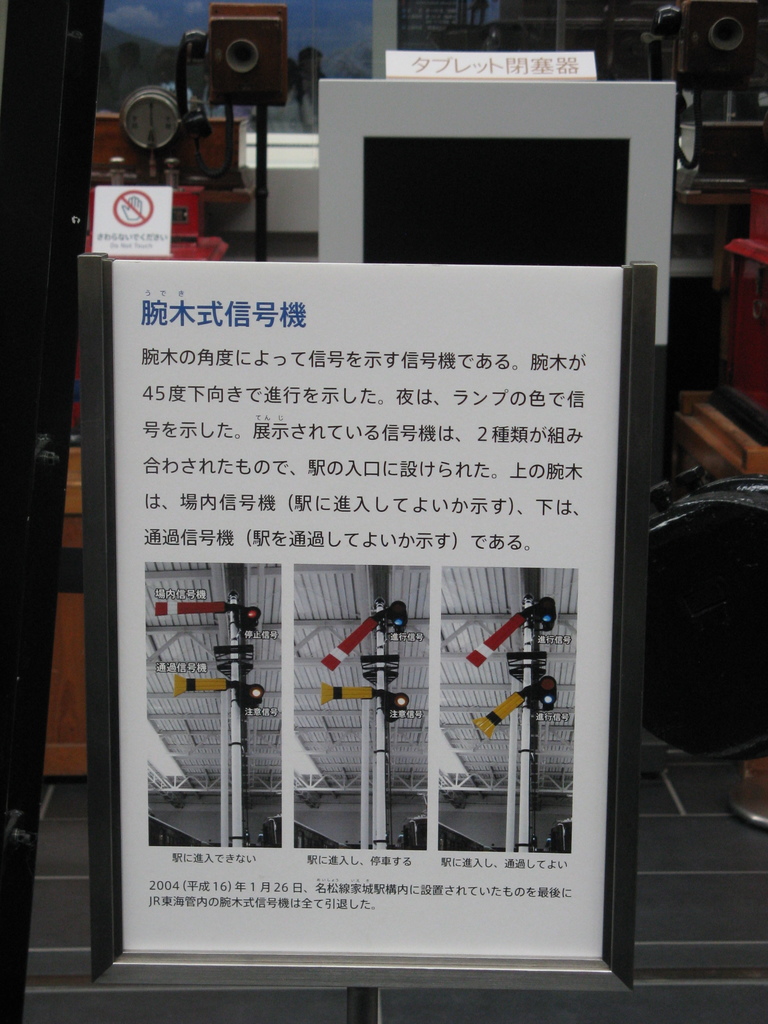 タブレット閉塞器
さわらないでください
Do Not Touch
うでき
腕木式信号機
腕木の角度によって信号を示す信号機である。腕木が
45度下向きで進行を示した。夜は、ランプの色で信
てんじ
号を示した。展示されている信号機は、2種類が組み
合わされたもので、駅の入口に設けられた。上の腕木
は、場内信号機（駅に進入してよいか示す）、下は、
通過信号機（駅を通過してよいか示す）である。
場内信号機
停止信号
通過信号機
注意信号
進行信号
注意信号
進行信号
進行信号
駅に進入できない
駅に進入し、停車する
駅に進入し、通過してよい
めいしょう いえき
2004(平成16)年1月26日、名松線家城駅構内に設置されていたものを最後に
JR東海管内の腕木式信号機は全て引退した。